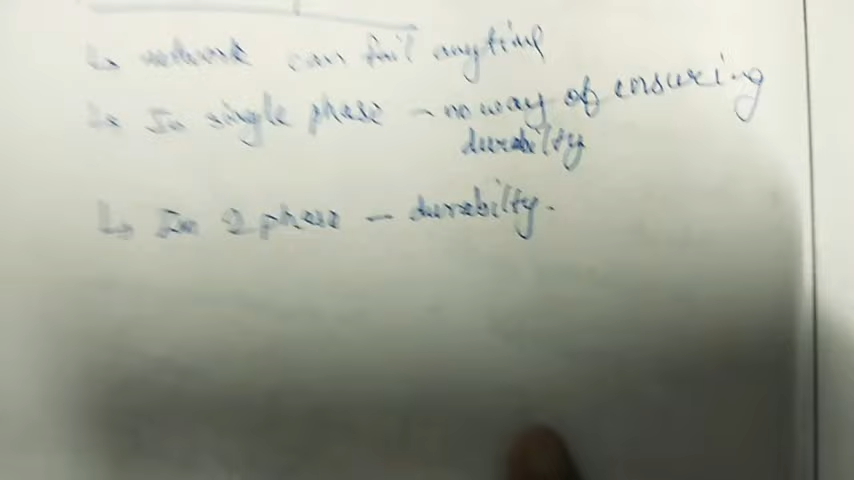 ↳ network can fail anytime
↳ In single phase - no way of ensuring
durability
↳ In 2 phase - durability.